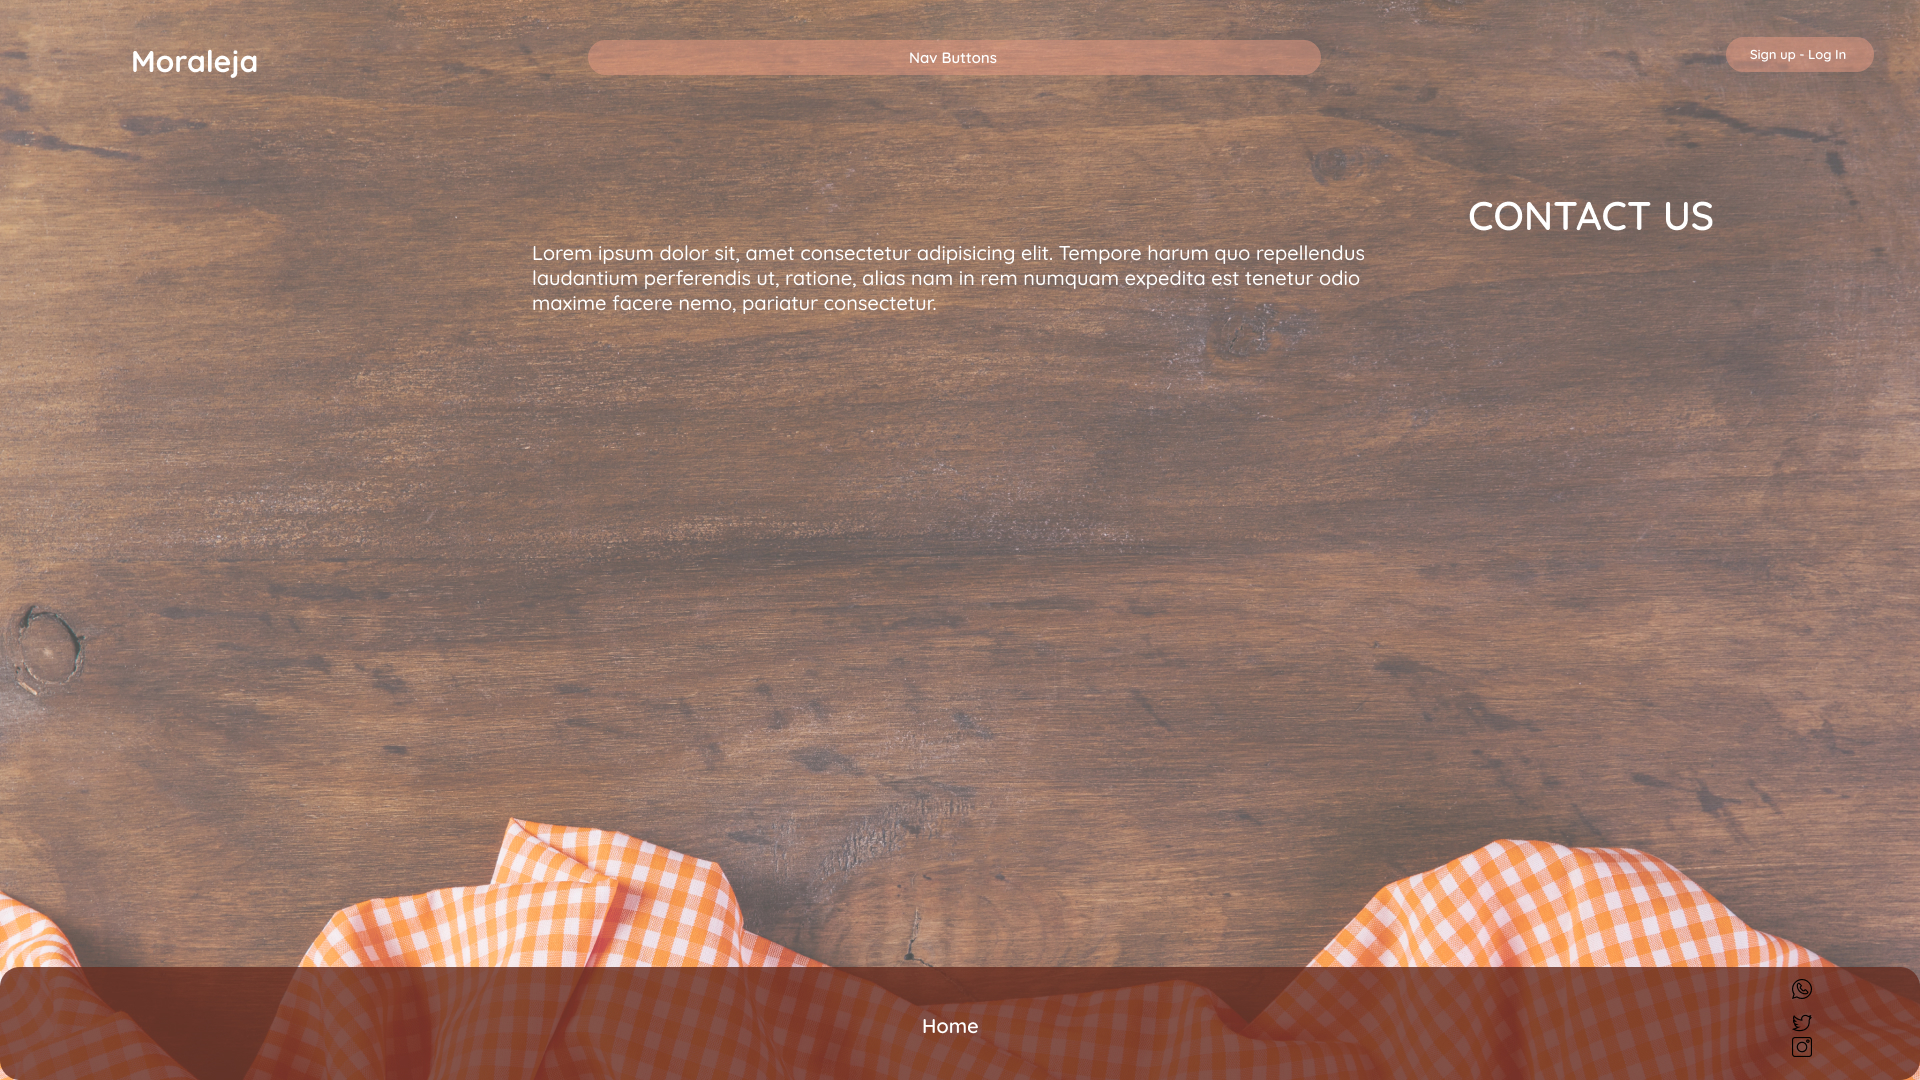 Moraleja
Nav Buttons
Sign up - Log In
CONTACT US
Lorem ipsum dolor sit, amet consectetur adipisicing elit. Tempore harum quo repellendus
laudantium perferendis ut, ratione, alias nam in rem numquam expedita est tenetur odio
maxime facere nemo, pariatur consectetur.
Home